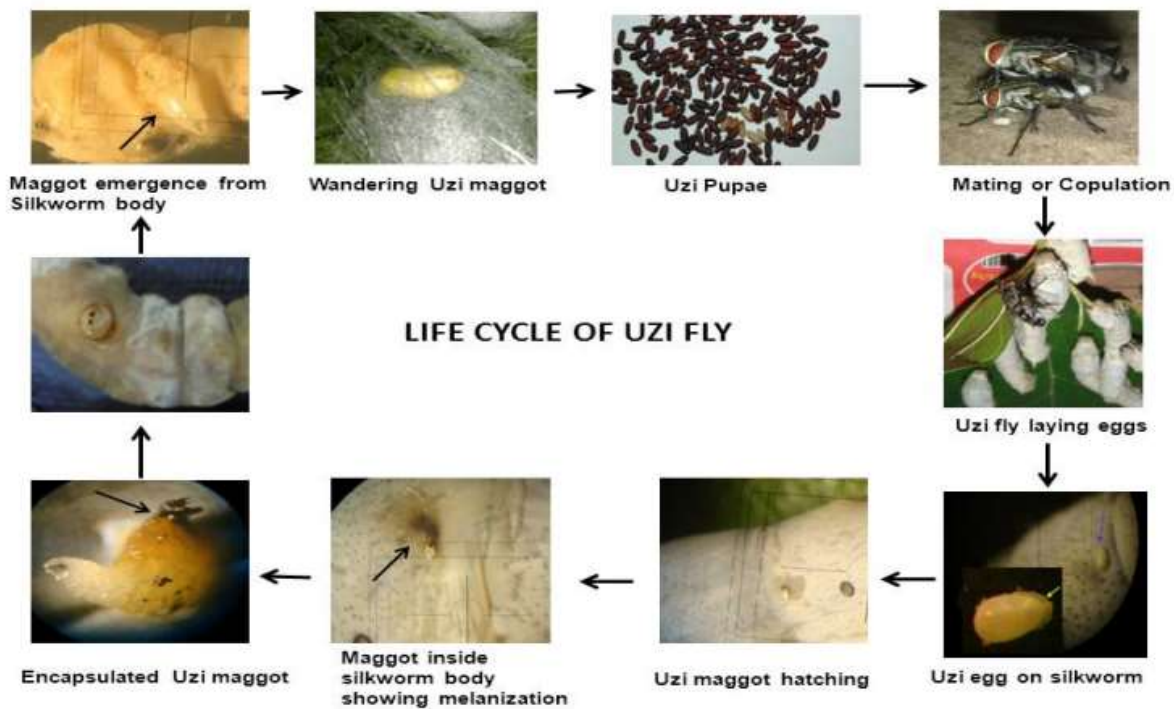 Maggot emergence from
Silkworm body
Wandering Uzi maggot
Uzi Pupae
Mating or Copulation
LIFE CYCLE OF UZI FLY
Uzi fly laying eggs
Encapsulated Uzi maggot
Maggot inside
silkworm body
showing melanization
Uzi maggot hatching
Uzi egg on silkworm